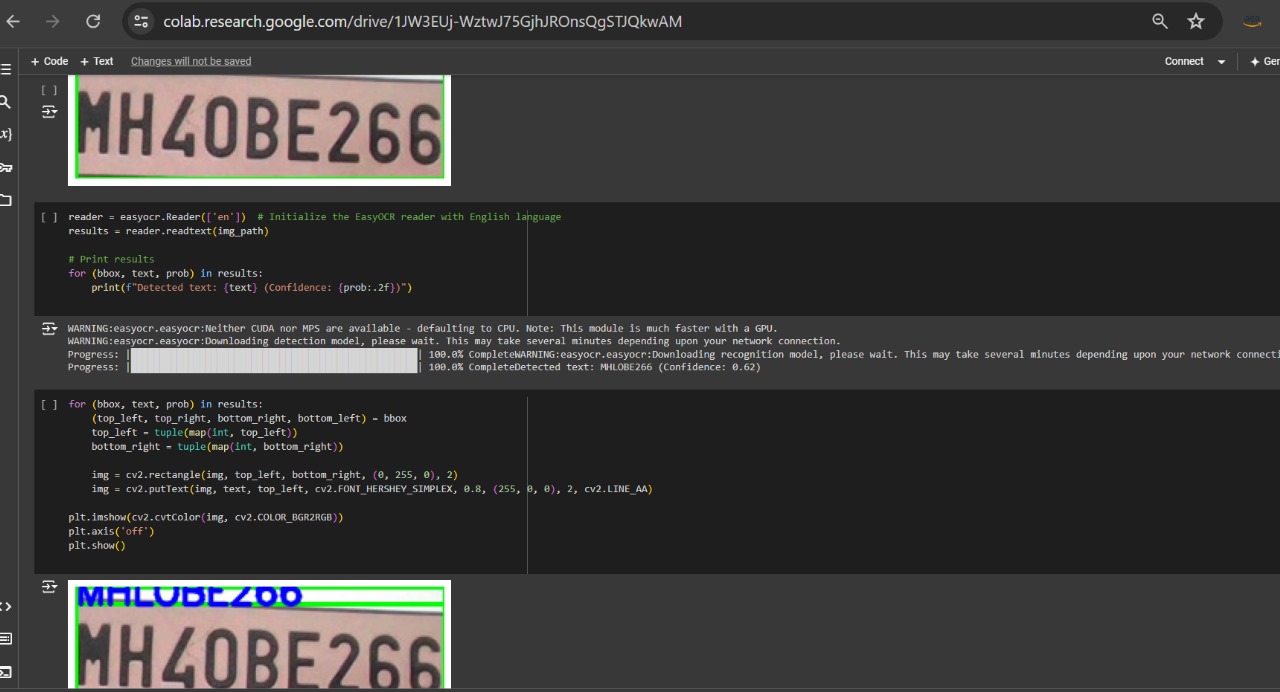 colab.research.google.com/drive/1JW3EUj-WztwJ75GjhJROnsQgSTJQkwAM
+ Code + Text Changes will not be saved Connect Ger
MH40BE266
[ ] reader = easyocr.Reader(['en']) # Initialize the EasyOCR reader with English language
results = reader.readtext(img_path)
# Print results
for (bbox, text, prob) in results:
print(f"Detected text: {text} (Confidence: {prob:.2f})")
WARNING:easyocr.easyocr:Neither CUDA nor MPS are available - defaulting to CPU. Note: This module is much faster with a GPU.
WARNING:easyocr.easyocr:Downloading detection model, please wait. This may take several minutes depending upon your network connection.
Progress: | | 100.0% CompleteWARNING:easyocr.easyocr:Downloading recognition model, please wait. This may take several minutes depending upon your network connecti
Progress: | | 100.0% CompleteDetected text: MHLOBE266 (Confidence: 0.62)
[ ] for (bbox, text, prob) in results:
(top_left, top_right, bottom_right, bottom_left) = bbox
top_left = tuple(map(int, top_left))
bottom_right = tuple(map(int, bottom_right))
img = cv2.rectangle(img, top_left, bottom_right, (0, 255, 0), 2)
img = cv2.putText(img, text, top_left, cv2.FONT_HERSHEY_SIMPLEX, 0.8, (255, 0, 0), 2, cv2.LINE_AA)
plt.imshow(cv2.cvtColor(img, cv2.COLOR_BGR2RGB))
plt.axis('off')
plt.show()
MHLOBE266
MH40BE266